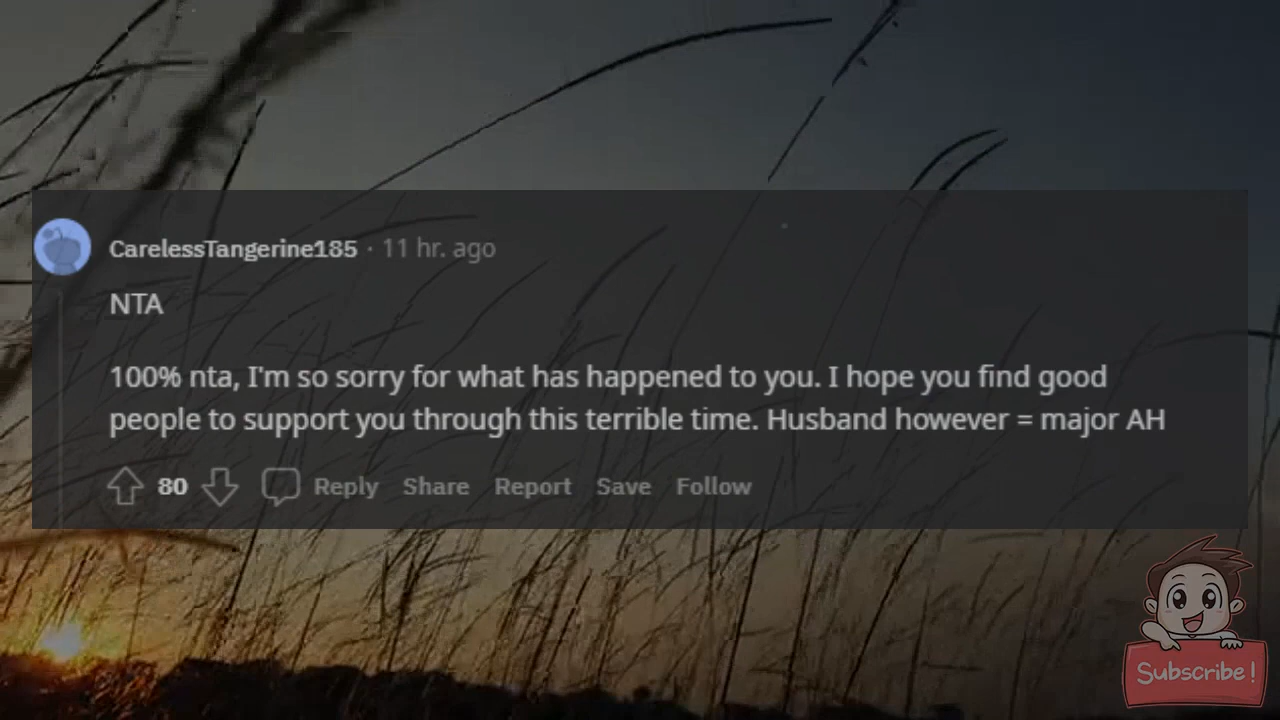 CarelessTangerine185 · 11 hr. ago
NTA
100% nta, I'm so sorry for what has happened to you. I hope you find good
people to support you through this terrible time. Husband however = major AH
80 Reply Share Report Save Follow
Subscribe!